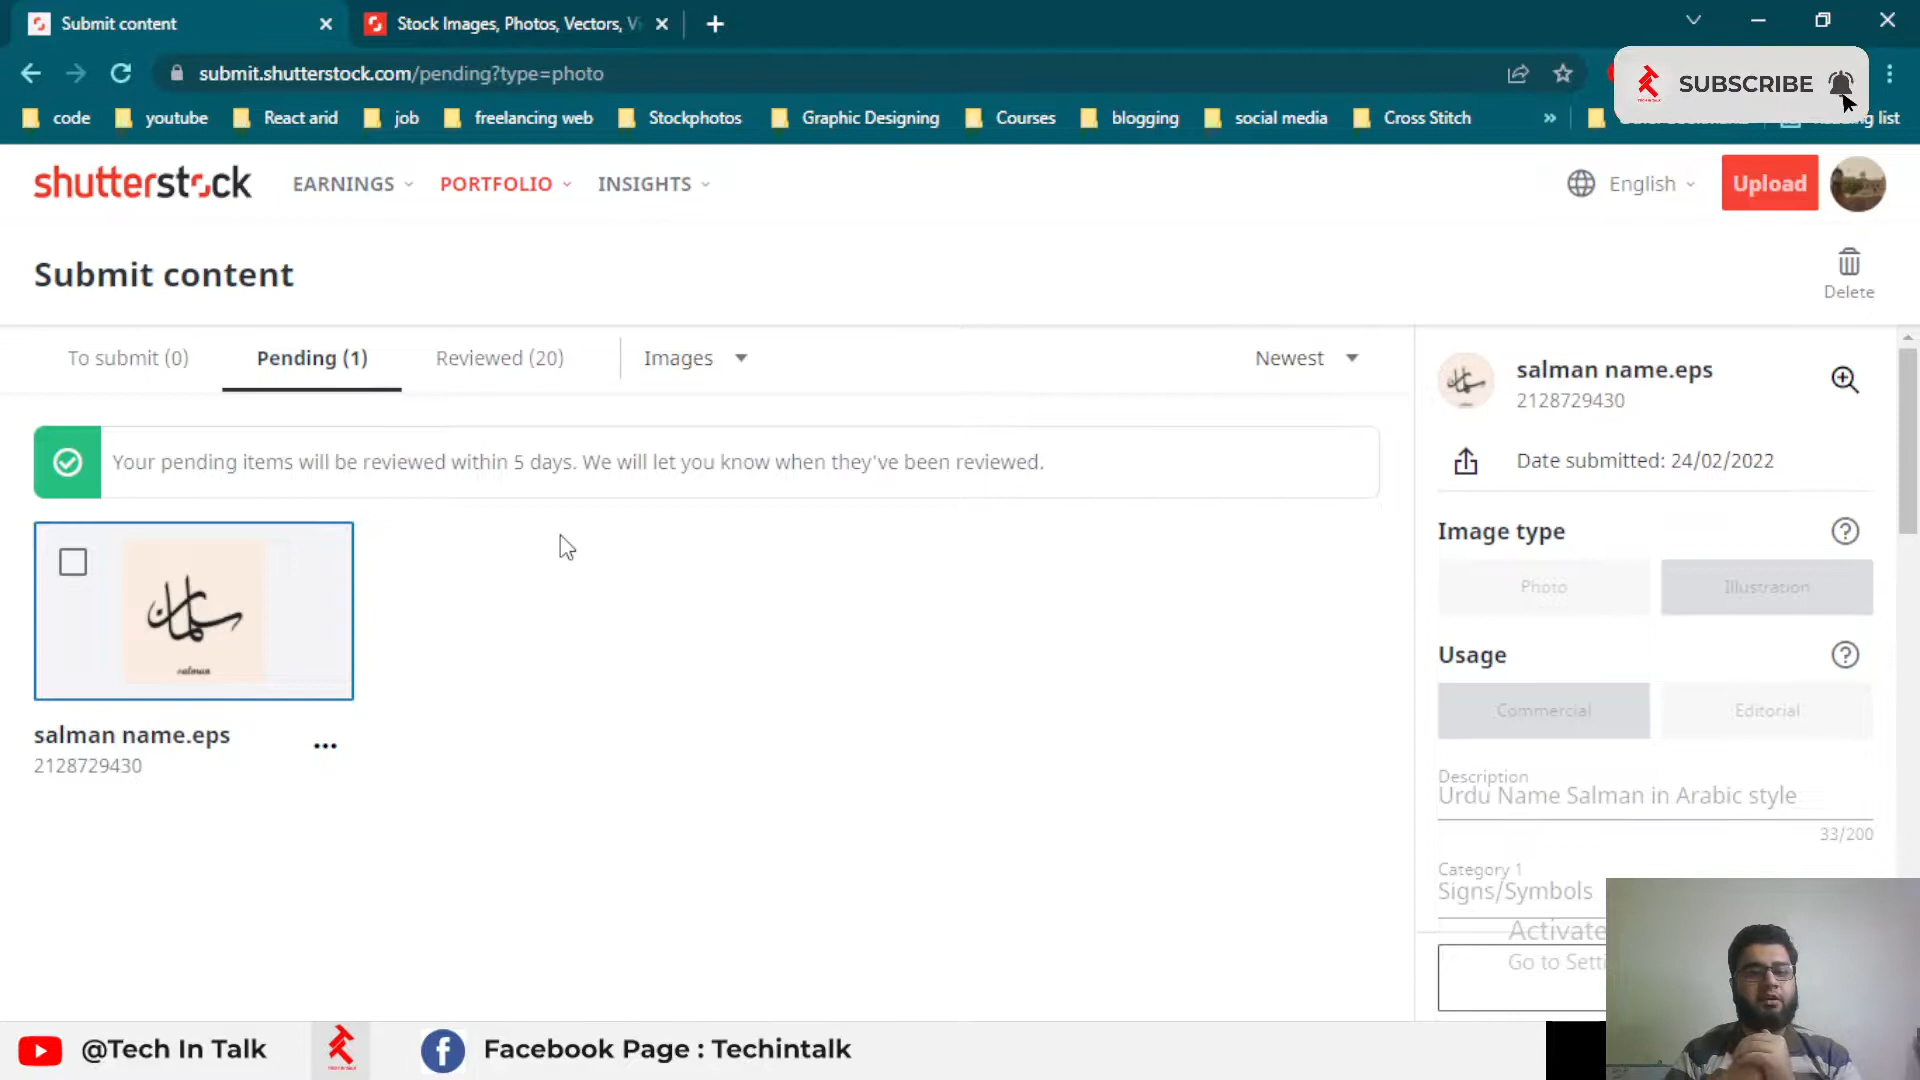 Submit content
Stock Images, Photos, Vectors, Vi
submit.shutterstock.com/pending?type=photo
SUBSCRIBE
code
youtube
React arid
job
freelancing web
Stockphotos
Graphic Designing
Courses
blogging
social media
Cross Stitch
»
shutterstock
EARNINGS
PORTFOLIO
INSIGHTS
English
Upload
Submit content
Delete
To submit (0)
Pending (1)
Reviewed (20)
Images
Newest
Your pending items will be reviewed within 5 days. We will let you know when they've been reviewed.
سلمان
salman
salman name.eps
2128729430
salman name.eps
2128729430
Date submitted: 24/02/2022
Image type
Photo
Illustration
Usage
Commercial
Editorial
Description
Urdu Name Salman in Arabic style
33/200
Category 1
Signs/Symbols
Activate
Go to Setti
@Tech In Talk
Facebook Page : Techintalk